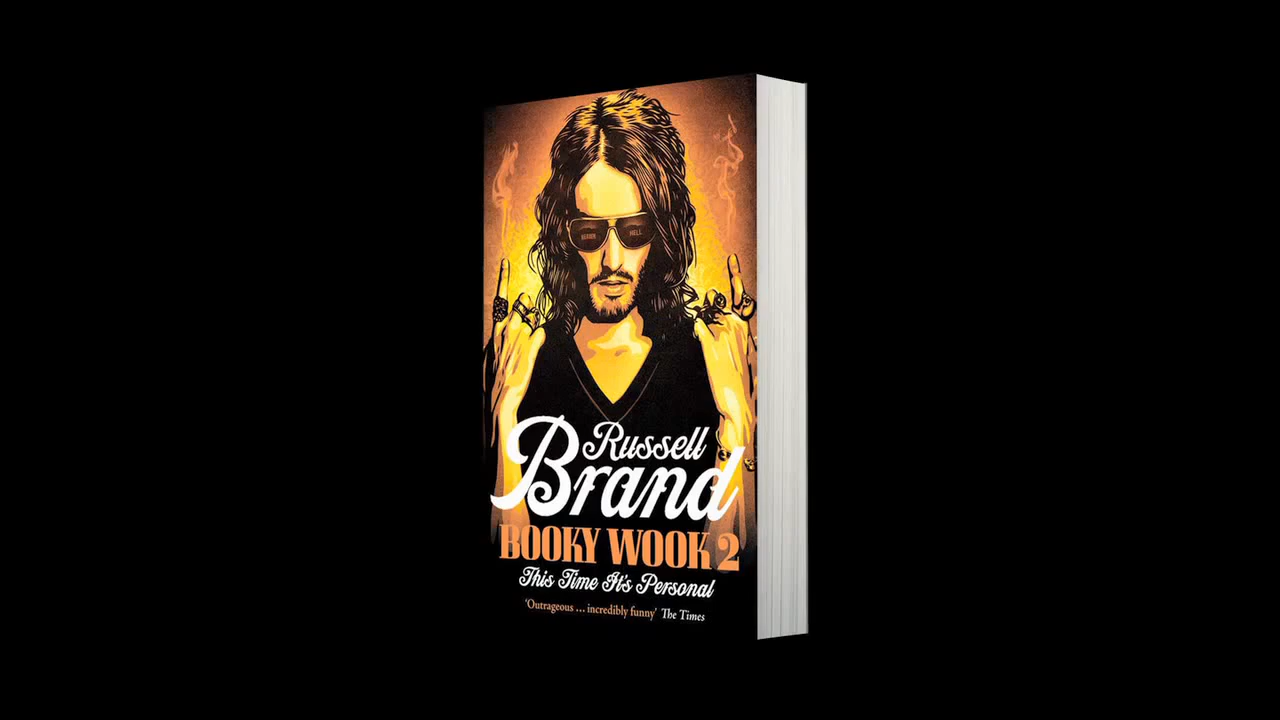 HEAVEN HELL
Russell
Brand
BOOKY WOOK 2
This Time It's Personal
'Outrageous ... incredibly funny' The Times